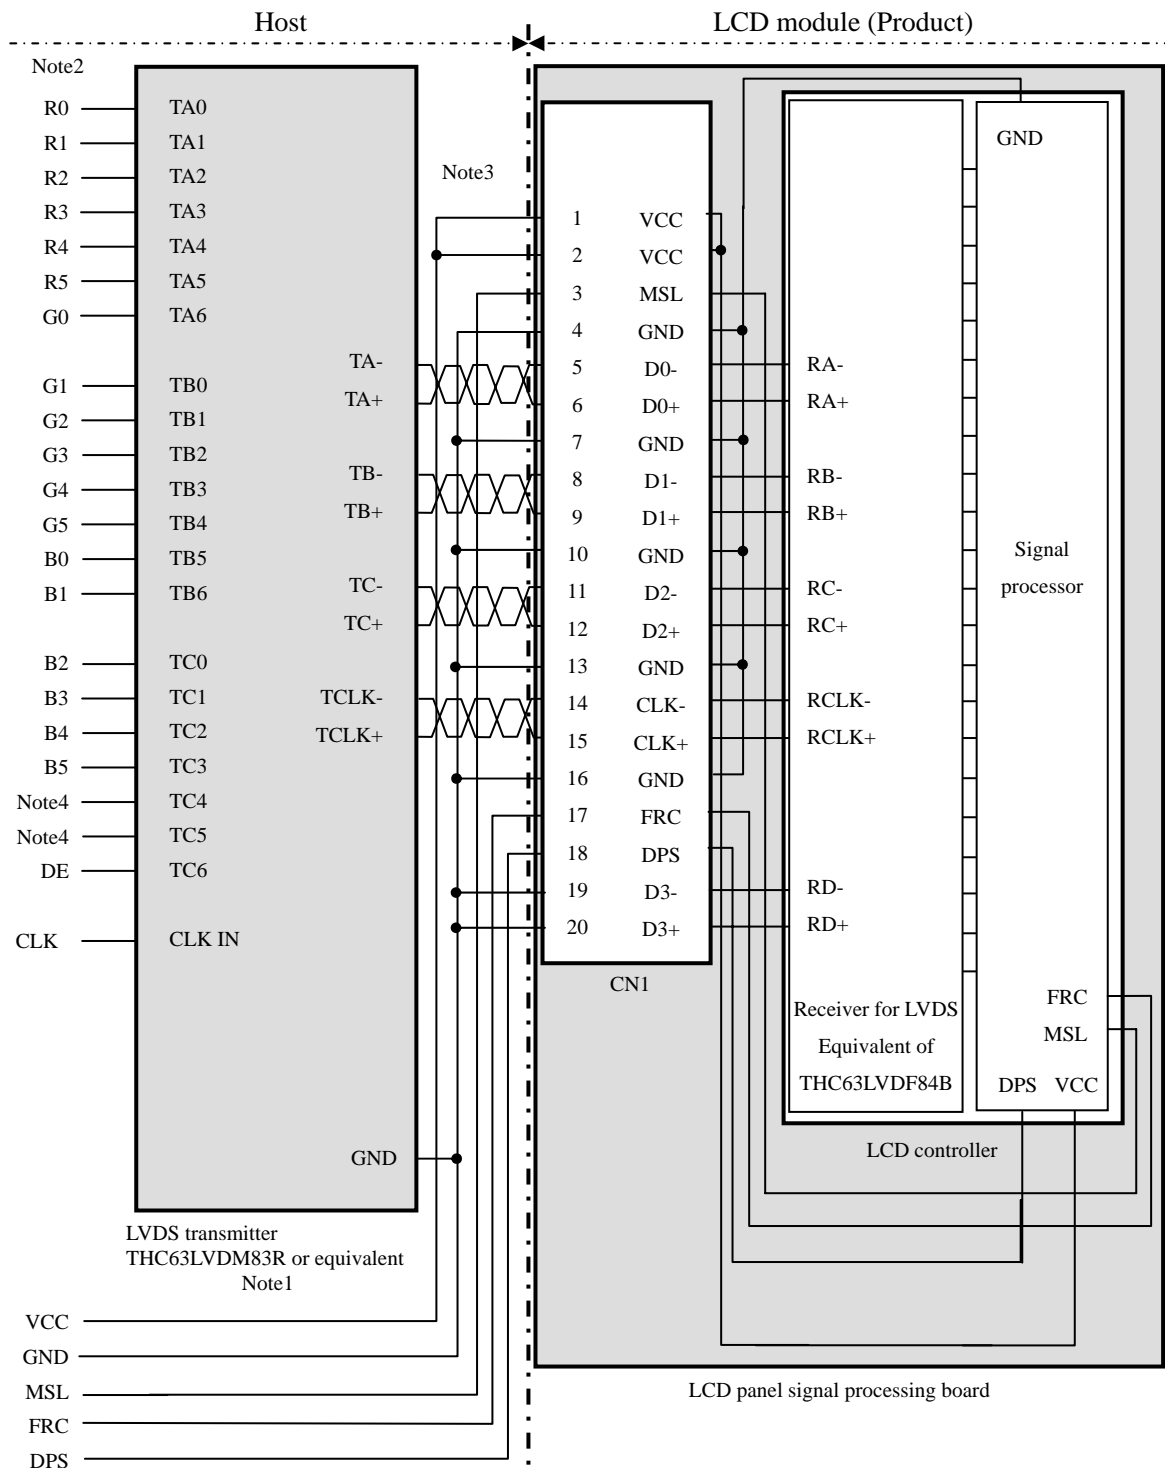 Host
LCD module (Product)
Note2
R0 TA0
R1 TA1
R2 TA2
R3 TA3
R4 TA4
R5 TA5
G0 TA6
G1 TB0
G2 TB1
G3 TB2
G4 TB3
G5 TB4
B0 TB5
B1 TB6
B2 TC0
B3 TC1
B4 TC2
B5 TC3
Note4 TC4
Note4 TC5
DE TC6
CLK CLK IN
TA-
TA+
TB-
TB+
TC-
TC+
TCLK-
TCLK+
GND
LVDS transmitter
THC63LVDM83R or equivalent
Note1
VCC
GND
MSL
FRC
DPS
Note3
1 VCC
2 VCC
3 MSL
4 GND
5 D0-
6 D0+
7 GND
8 D1-
9 D1+
10 GND
11 D2-
12 D2+
13 GND
14 CLK-
15 CLK+
16 GND
17 FRC
18 DPS
19 D3-
20 D3+
CN1
RA-
RA+
RB-
RB+
RC-
RC+
RCLK-
RCLK+
RD-
RD+
Receiver for LVDS
Equivalent of
THC63LVDF84B
GND
Signal
processor
FRC
MSL
DPS VCC
LCD controller
LCD panel signal processing board